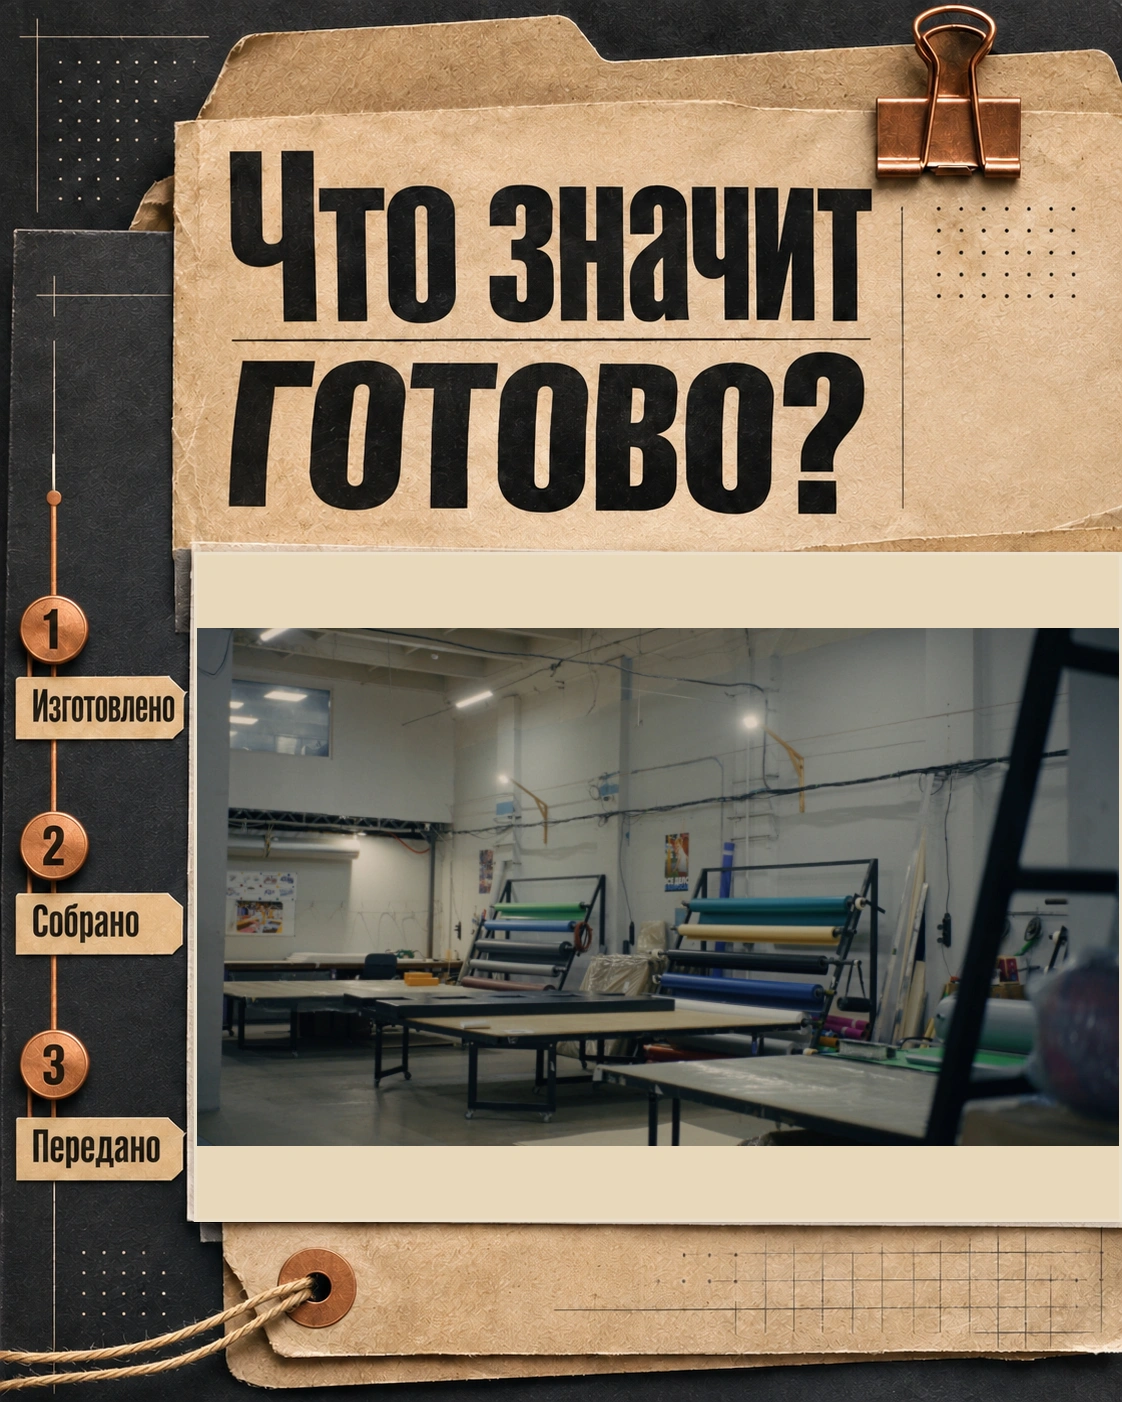 Что значит
готово?
1
Изготовлено
2
Собрано
3
Передано